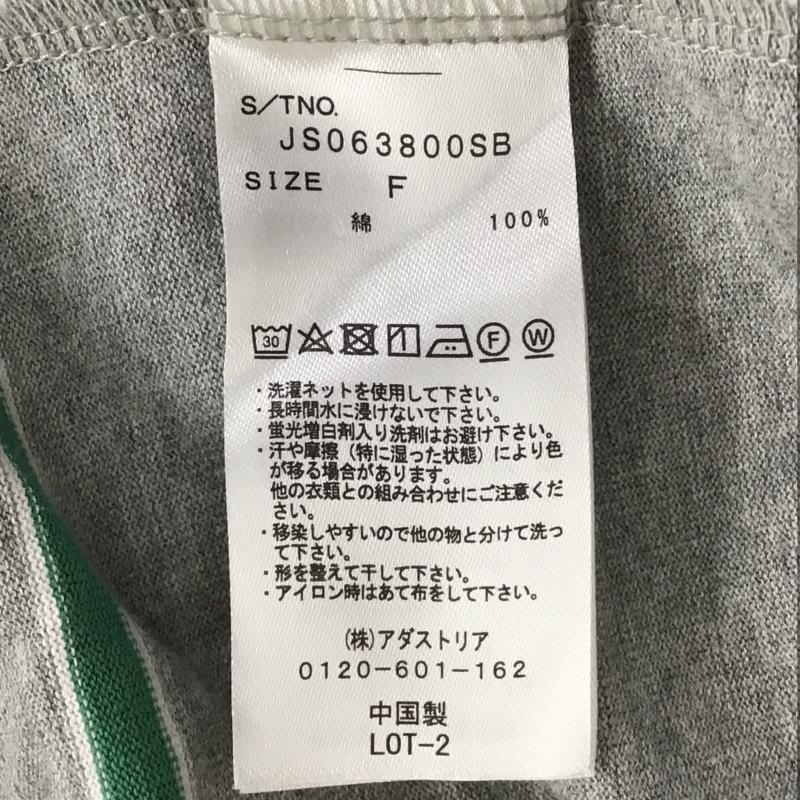 S/TNO.
JS063800SB
SIZE F
綿 100%
30 F W
・洗濯ネットを使用して下さい。
・長時間水に浸けないで下さい。
・蛍光増白剤入り洗剤はお避け下さい。
・汗や摩擦（特に湿った状態）により色
が移る場合があります。
他の衣類との組み合わせにご注意くだ
さい。
・移染しやすいので他の物と分けて洗っ
て下さい。
・形を整えて干して下さい。
・アイロン時はあて布をして下さい。
(株)アダストリア
0120-601-162
中国製
LOT-2